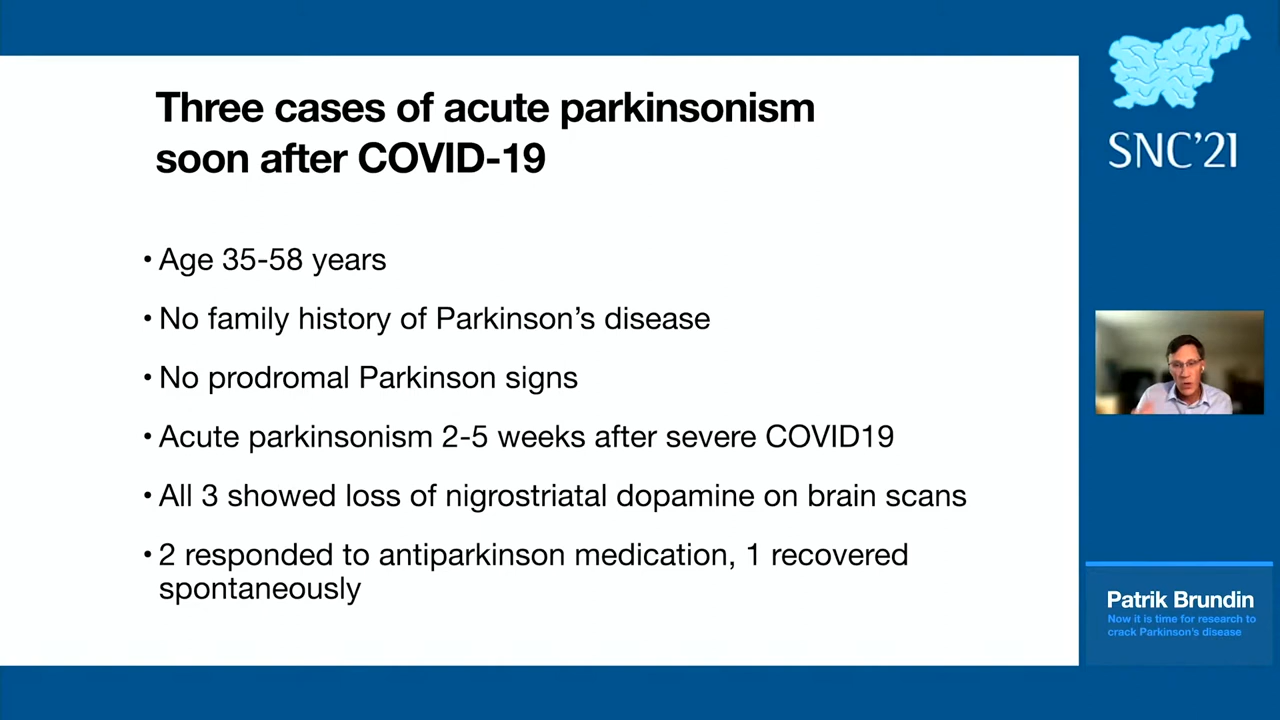 Three cases of acute parkinsonism
soon after COVID-19
• Age 35-58 years
• No family history of Parkinson’s disease
• No prodromal Parkinson signs
• Acute parkinsonism 2-5 weeks after severe COVID19
• All 3 showed loss of nigrostriatal dopamine on brain scans
• 2 responded to antiparkinson medication, 1 recovered
spontaneously
SNC’21
Patrik Brundin
Now it is time for research to
crack Parkinson’s disease